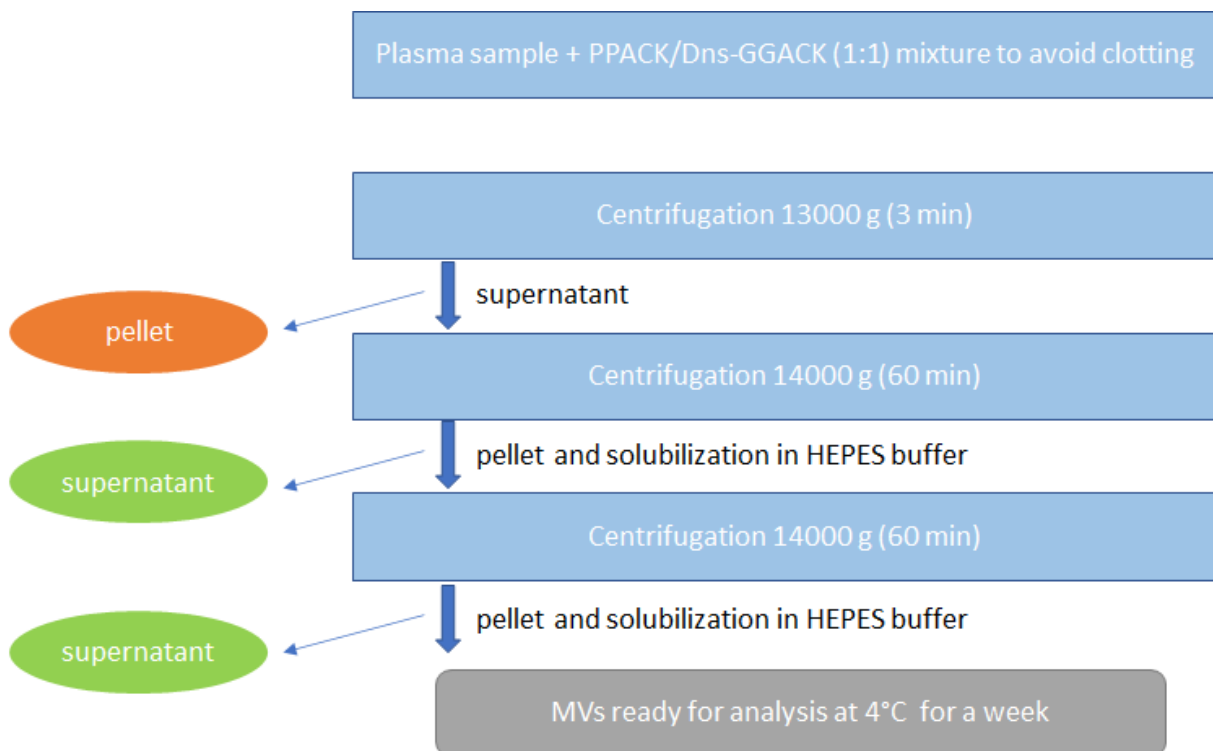 Plasma sample + PPACK/Dns-GGACK (1:1) mixture to avoid clotting
Centrifugation 13000 g (3 min)
supernatant
pellet
Centrifugation 14000 g (60 min)
pellet and solubilization in HEPES buffer
supernatant
Centrifugation 14000 g (60 min)
pellet and solubilization in HEPES buffer
supernatant
MVs ready for analysis at 4°C for a week